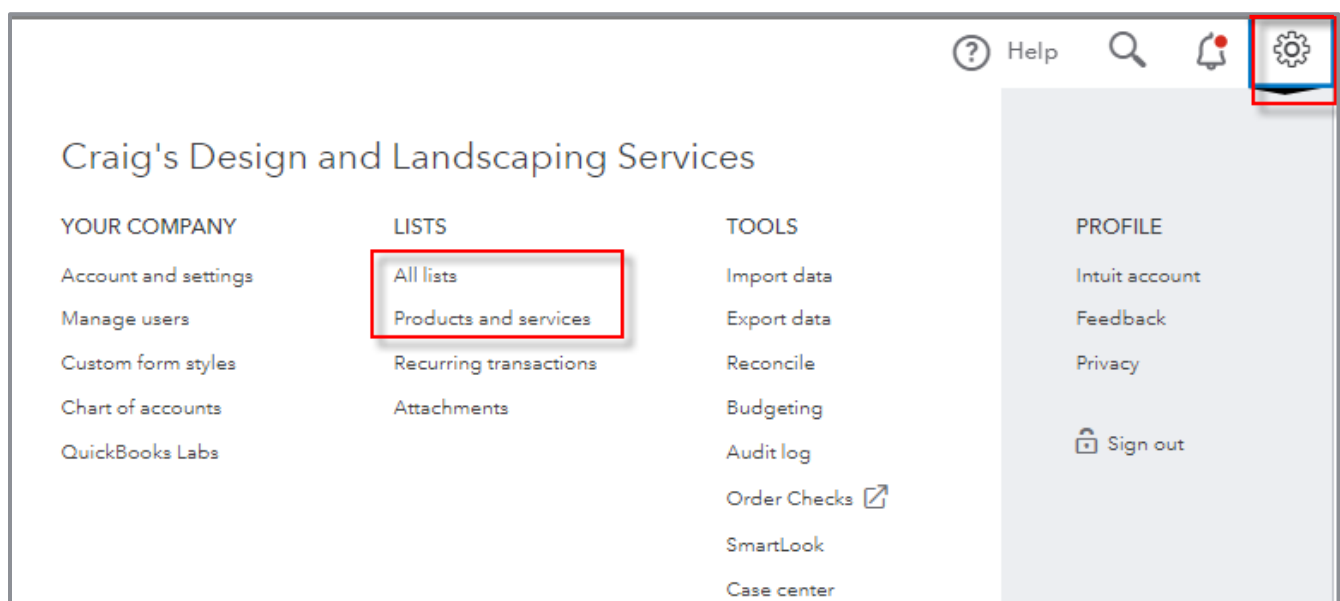 Help
Craig's Design and Landscaping Services
YOUR COMPANY
Account and settings
Manage users
Custom form styles
Chart of accounts
QuickBooks Labs
LISTS
All lists
Products and services
Recurring transactions
Attachments
TOOLS
Import data
Export data
Reconcile
Budgeting
Audit log
Order Checks
SmartLook
Case center
PROFILE
Intuit account
Feedback
Privacy
Sign out